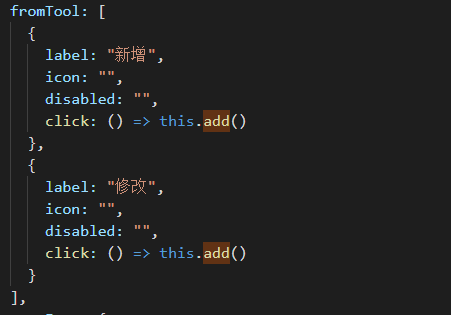 fromTool: [
{
label: "新增",
icon: "",
disabled: "",
click: () => this.add()
},
{
label: "修改",
icon: "",
disabled: "",
click: () => this.add()
}
],